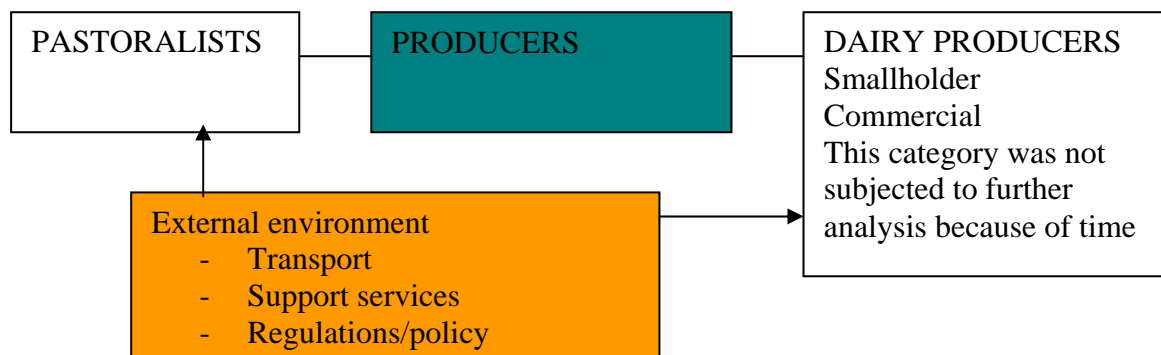 PASTORALISTS
PRODUCERS
DAIRY PRODUCERS
Smallholder
Commercial
This category was not
subjected to further
analysis because of time
External environment
- Transport
- Support services
- Regulations/policy